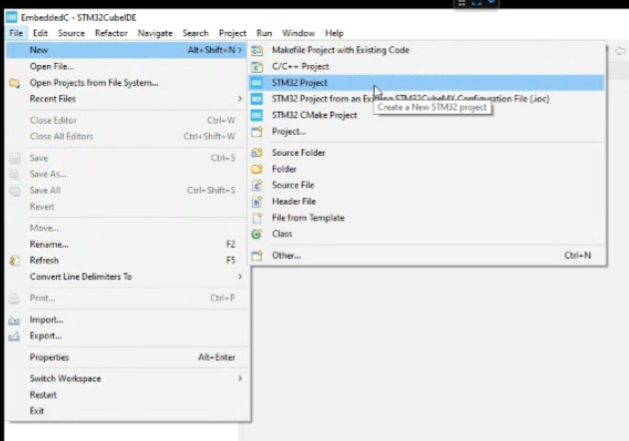 IDE EmbeddedC - STM32CubeIDE
File Edit Source Refactor Navigate Search Project Run Window Help
New Alt+Shift+N >
Open File...
Open Projects from File System...
Recent Files >
Close Editor Ctrl+W
Close All Editors Ctrl+Shift+W
Save Ctrl+S
Save As...
Save All Ctrl+Shift+S
Revert
Move...
Rename... F2
Refresh F5
Convert Line Delimiters To >
Print... Ctrl+P
Import...
Export...
Properties Alt+Enter
Switch Workspace >
Restart
Exit
Makefile Project with Existing Code
C/C++ Project
IDE STM32 Project
IDE STM32 Project from an Existing STM32CubeMX Configuration File (.ioc)
Create a New STM32 project
IDE STM32 CMake Project
Project...
Source Folder
Folder
Source File
Header File
File from Template
Class
Other... Ctrl+N